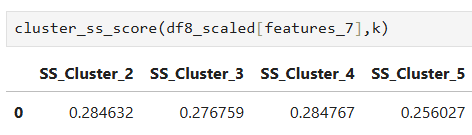 cluster_ss_score(df8_scaled[features_7],k)
SS_Cluster_2 SS_Cluster_3 SS_Cluster_4 SS_Cluster_5
0 0.284632 0.276759 0.284767 0.256027